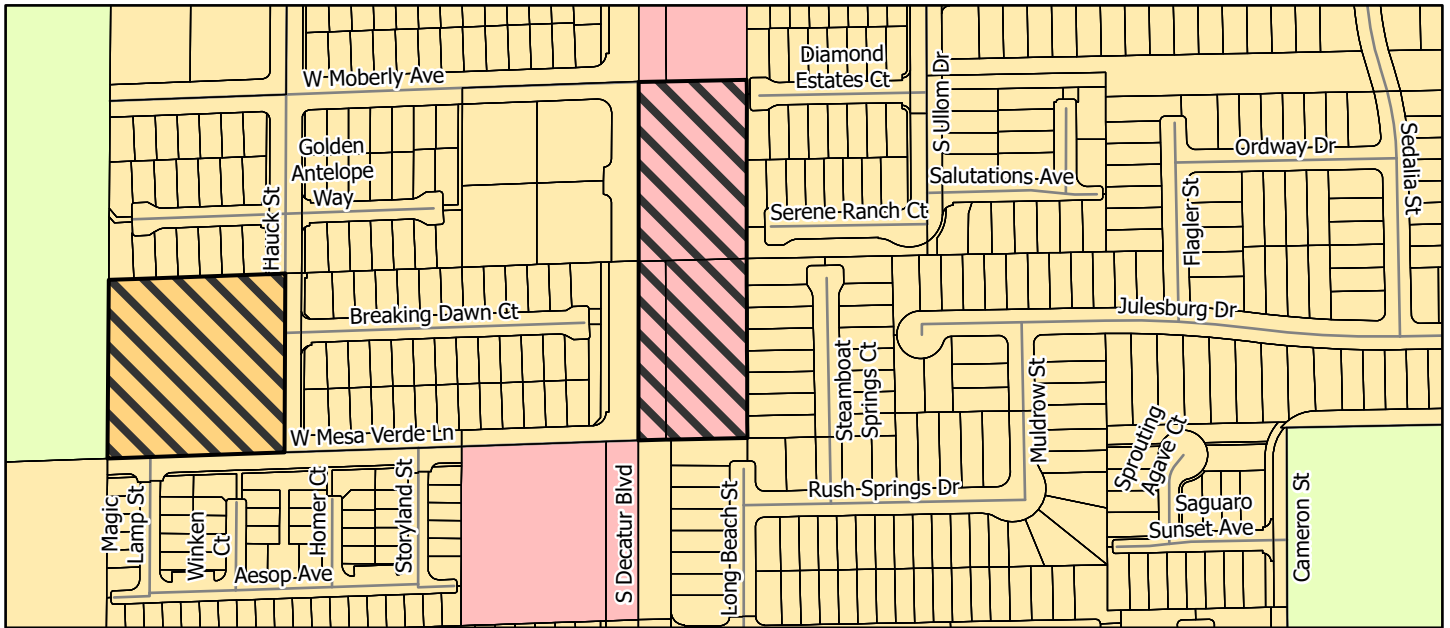 Diamond
Estates Ct
W Moberly Ave
S Ullom Dr
Sedalia St
Ordway Dr
Golden
Antelope
Way
Salutations Ave
Flagler St
Hauck St
Serene Ranch Ct
Breaking Dawn Ct
Julesburg Dr
Steamboat
Springs Ct
Muldrow St
W Mesa Verde Ln
Sprouting
Agave Ct
Magic
Lamp St
Winken
Ct
Homer Ct
Storyland St
S Decatur Blvd
Long Beach St
Rush Springs Dr
Saguaro
Sunset Ave
Cameron St
Aesop Ave